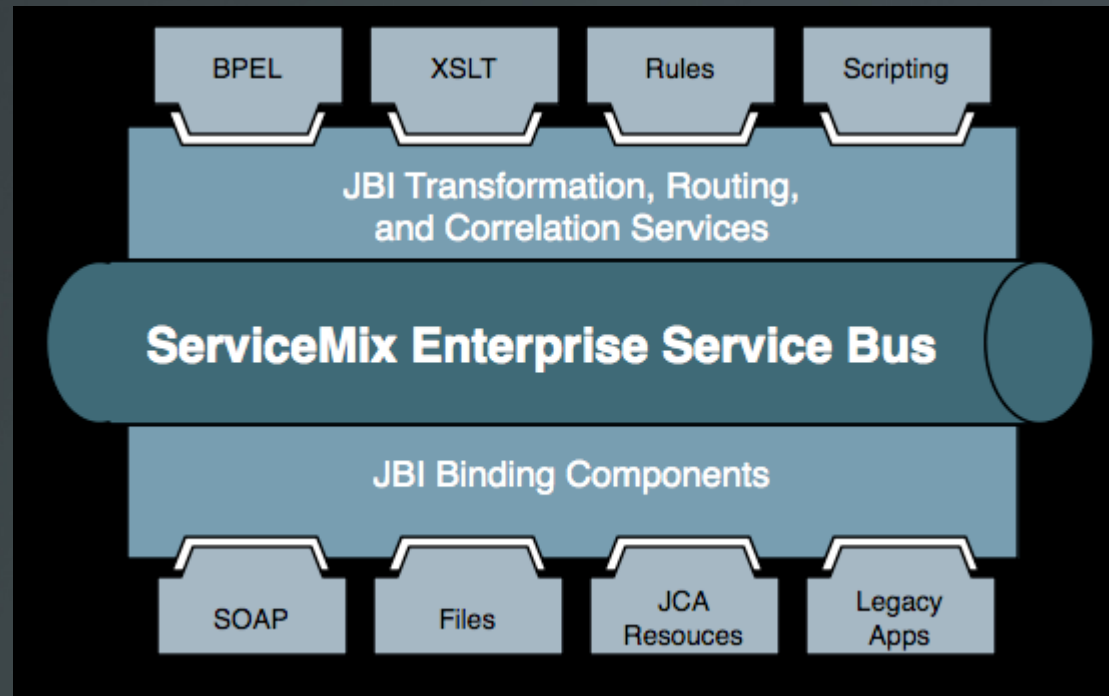 BPEL
XSLT
Rules
Scripting
JBI Transformation, Routing,
and Correlation Services
ServiceMix Enterprise Service Bus
JBI Binding Components
SOAP
Files
JCA
Resouces
Legacy
Apps